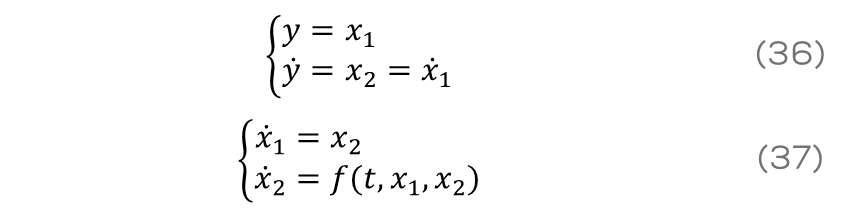 y = x₁ (36)
ẏ = x₂ = ẋ₁
ẋ₁ = x₂ (37)
ẋ₂ = f(t, x₁, x₂)